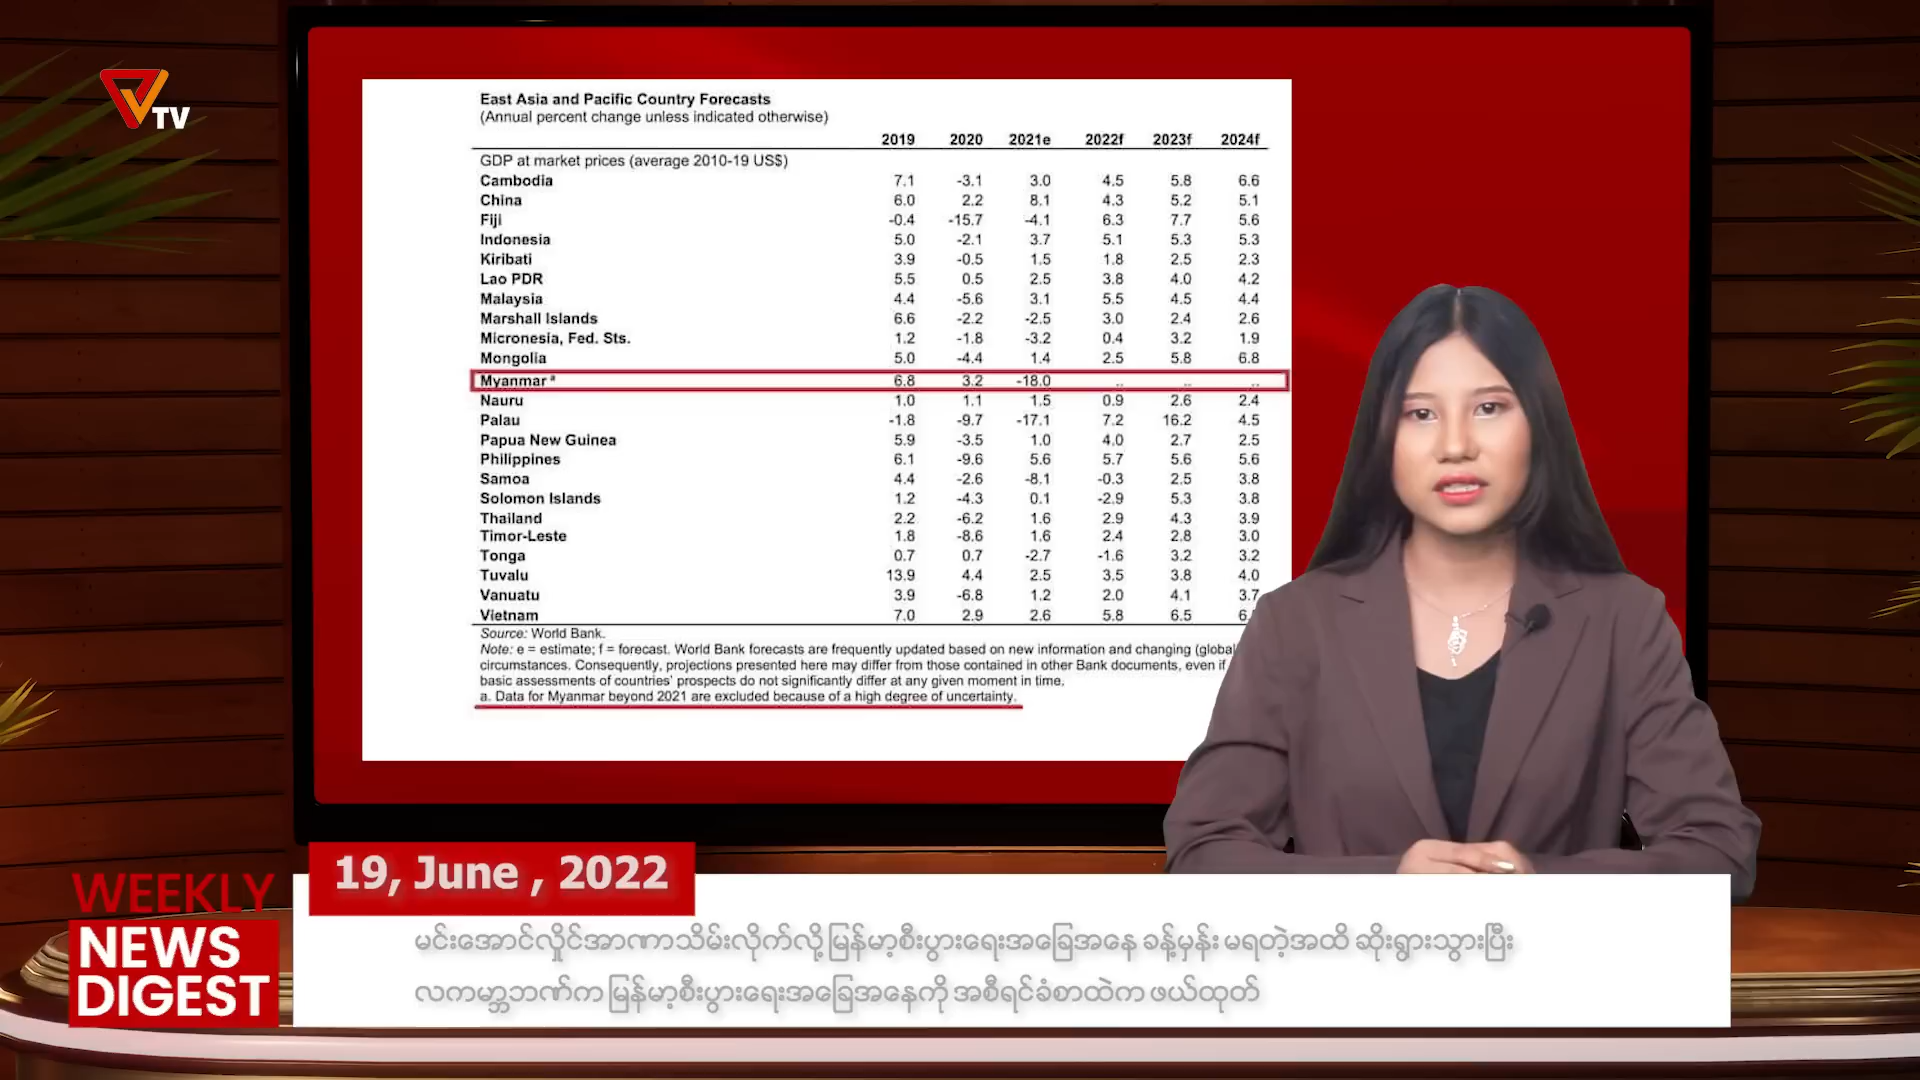 TV
East Asia and Pacific Country Forecasts
(Annual percent change unless indicated otherwise)
2019 2020 2021e 2022f 2023f 2024f
GDP at market prices (average 2010-19 US$)
Cambodia 7.1 -3.1 3.0 4.5 5.8 6.6
China 6.0 2.2 8.1 4.3 5.2 5.1
Fiji -0.4 -15.7 -4.1 6.3 7.7 5.6
Indonesia 5.0 -2.1 3.7 5.1 5.3 5.3
Kiribati 3.9 -0.5 1.5 1.8 2.5 2.3
Lao PDR 5.5 0.5 2.5 3.8 4.0 4.2
Malaysia 4.4 -5.6 3.1 5.5 4.5 4.4
Marshall Islands 6.6 -2.2 -2.5 3.0 2.4 2.6
Micronesia, Fed. Sts. 1.2 -1.8 -3.2 0.4 3.2 1.9
Mongolia 5.0 -4.4 1.4 2.5 5.8 6.8
Myanmar ª 6.8 3.2 -18.0 .. .. ..
Nauru 1.0 1.1 1.5 0.9 2.6 2.4
Palau -1.8 -9.7 -17.1 7.2 16.2 4.5
Papua New Guinea 5.9 -3.5 1.0 4.0 2.7 2.5
Philippines 6.1 -9.6 5.6 5.7 5.6 5.6
Samoa 4.4 -2.6 -8.1 -0.3 2.5 3.8
Solomon Islands 1.2 -4.3 0.1 -2.9 5.3 3.8
Thailand 2.2 -6.2 1.6 2.9 4.3 3.9
Timor-Leste 1.8 -8.6 1.6 2.4 2.8 3.0
Tonga 0.7 0.7 -2.7 -1.6 3.2 3.2
Tuvalu 13.9 4.4 2.5 3.5 3.8 4.0
Vanuatu 3.9 -6.8 1.2 2.0 4.1 3.7
Vietnam 7.0 2.9 2.6 5.8 6.5
Source: World Bank.
Note: e = estimate; f = forecast. World Bank forecasts are frequently updated based on new information and changing (global
circumstances. Consequently, projections presented here may differ from those contained in other Bank documents, even if
basic assessments of countries' prospects do not significantly differ at any given moment in time.
a. Data for Myanmar beyond 2021 are excluded because of a high degree of uncertainty.
19, June , 2022
WEEKLY
NEWS
DIGEST
မင်းအောင်လှိုင်အာဏာသိမ်းလိုက်လို့ မြန်မာ့စီးပွားရေးအခြေအနေ ခန့်မှန်း မရတဲ့အထိ ဆိုးရွားသွားပြီး
လကမ္ဘာ့ဘဏ်က မြန်မာ့စီးပွားရေးအခြေအနေကို အစီရင်ခံစာထဲက ဖယ်ထုတ်